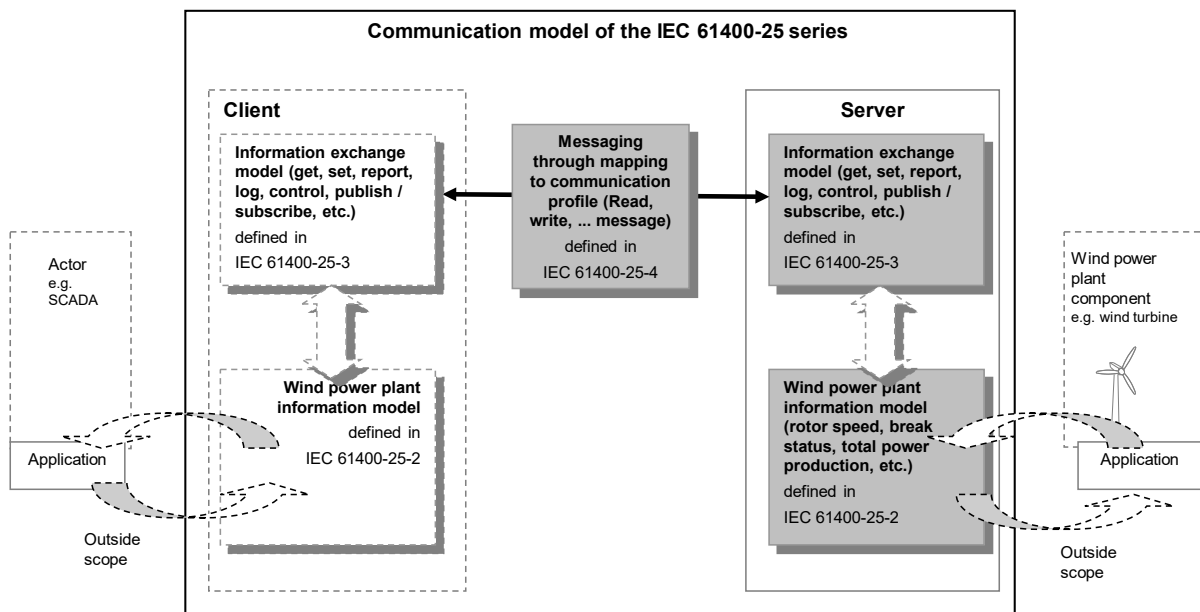 Communication model of the IEC 61400-25 series
Client
Information exchange
model (get, set, report,
log, control, publish /
subscribe, etc.)
defined in
IEC 61400-25-3
Wind power plant
information model
defined in
IEC 61400-25-2
Messaging
through mapping
to communication
profile (Read,
write, ... message)
defined in
IEC 61400-25-4
Server
Information exchange
model (get, set, report,
log, control, publish /
subscribe, etc.)
defined in
IEC 61400-25-3
Wind power plant
information model
(rotor speed, break
status, total power
production, etc.)
defined in
IEC 61400-25-2
Actor
e.g.
SCADA
Application
Outside
scope
Wind power
plant
component
e.g. wind turbine
Application
Outside
scope